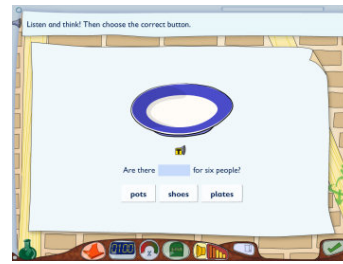 Listen and think! Then choose the correct button.
Are there for six people?
pots shoes plates